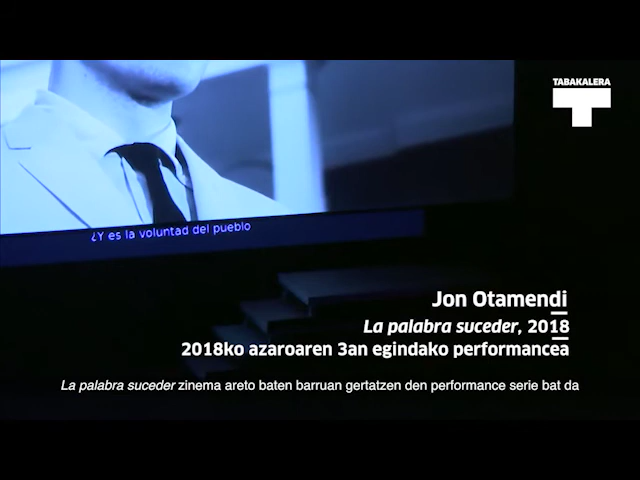 TABAKALERA
¿Y es la voluntad del pueblo
Jon Otamendi
La palabra suceder, 2018
2018ko azaroaren 3an egindako performancea
La palabra suceder zinema areto baten barruan gertatzen den performance serie bat da